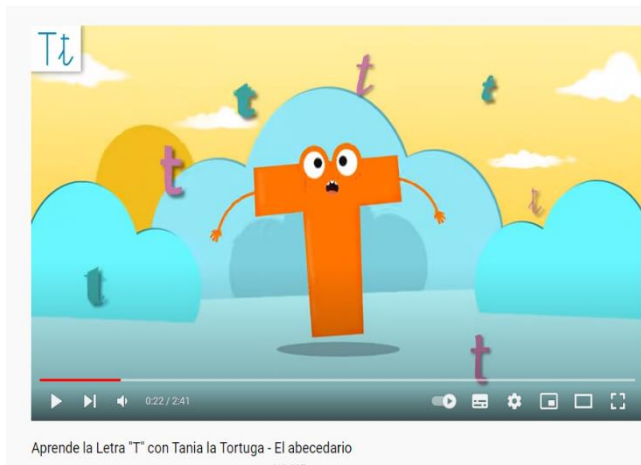 Tt
t
t
t
t
t
t
T
t
0:22 / 2:41
Aprende la Letra "T" con Tania la Tortuga - El abecedario